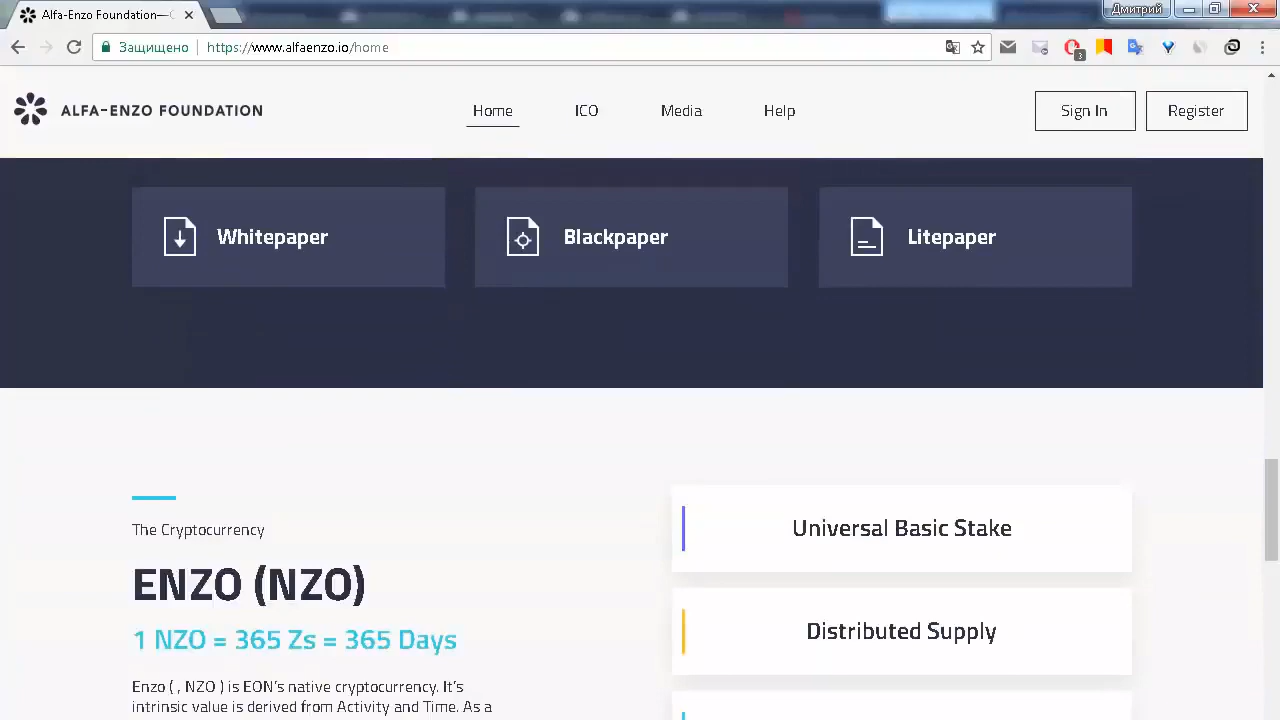 Alfa-Enzo Foundation—
Дмитрий
Защищено
https://www.alfaenzo.io/home
3
ALFA-ENZO FOUNDATION
Home
ICO
Media
Help
Sign In
Register
Whitepaper
Blackpaper
Litepaper
The Cryptocurrency
ENZO (NZO)
1 NZO = 365 Zs = 365 Days
Enzo ( , NZO ) is EON's native cryptocurrency. It's
intrinsic value is derived from Activity and Time. As a
Universal Basic Stake
Distributed Supply